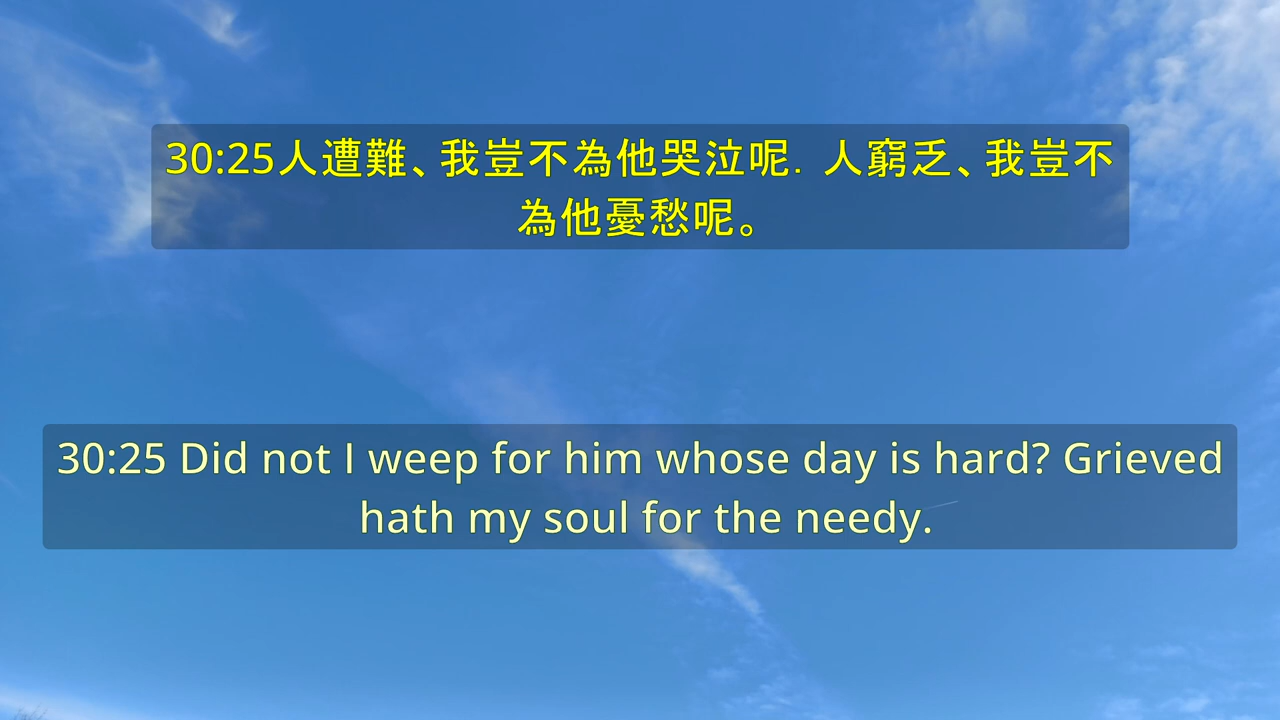 30:25人遭難、我豈不為他哭泣呢．人窮乏、我豈不
為他憂愁呢。
30:25 Did not I weep for him whose day is hard? Grieved
hath my soul for the needy.